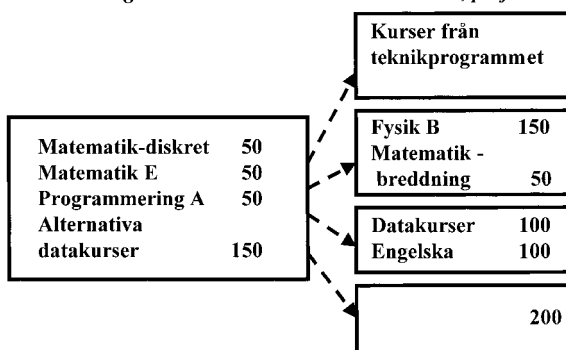 Kurser från
teknikprogrammet
Matematik-diskret 50
Matematik E 50
Programmering A 50
Alternativa
datakurser 150
Fysik B 150
Matematik -
breddning 50
Datakurser 100
Engelska 100
200